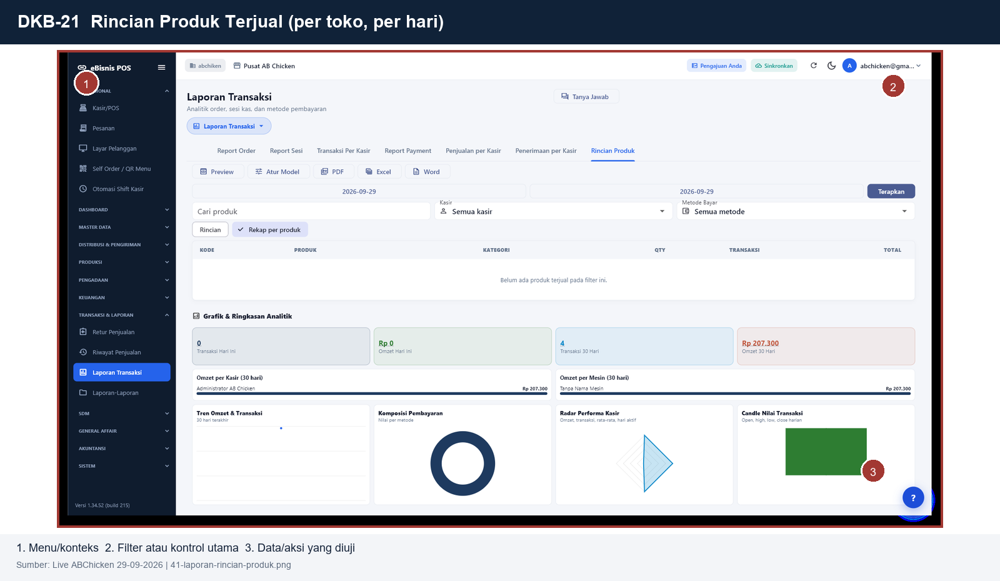 DKB-21 Rincian Produk Terjual (per toko, per hari)
eBisnis POS
1
IONAL
Kasir/POS
Pesanan
Layar Pelanggan
Self Order / QR Menu
Otomasi Shift Kasir
DASHBOARD
MASTER DATA
DISTRIBUSI & PENGIRIMAN
PRODUKSI
PENGADAAN
KEUANGAN
TRANSAKSI & LAPORAN
Retur Penjualan
Riwayat Penjualan
Laporan Transaksi
Laporan-Laporan
SDM
GENERAL AFFAIR
AKUNTANSI
SISTEM
Versi 1.34.52 (build 215)
abchiken Pusat AB Chicken Pengajuan Anda Sinkronkan A abchicken@gma...
2
Laporan Transaksi
Tanya Jawab
Analitik order, sesi kas, dan metode pembayaran
Laporan Transaksi
Report Order Report Sesi Transaksi Per Kasir Report Payment Penjualan per Kasir Penerimaan per Kasir Rincian Produk
Preview Atur Model PDF Excel Word
2026-09-29 2026-09-29 Terapkan
Cari produk Kasir Semua kasir Metode Bayar Semua metode
Rincian Rekap per produk
KODE PRODUK KATEGORI QTY TRANSAKSI TOTAL
Belum ada produk terjual pada filter ini.
Grafik & Ringkasan Analitik
0 Rp 0 4 Rp 207.300
Transaksi Hari Ini Omzet Hari Ini Transaksi 30 Hari Omzet 30 Hari
Omzet per Kasir (30 hari) Omzet per Mesin (30 hari)
Administrator AB Chicken Rp 207.300 Tanpa Nama Mesin Rp 207.300
Tren Omzet & Transaksi Komposisi Pembayaran Radar Performa Kasir Candle Nilai Transaksi
30 hari terakhir Nilai per metode Omzet, transaksi, rata-rata, hari aktif Open, high, low, close harian
3
?
1. Menu/konteks 2. Filter atau kontrol utama 3. Data/aksi yang diuji
Sumber: Live ABChicken 29-09-2026 | 41-laporan-rincian-produk.png